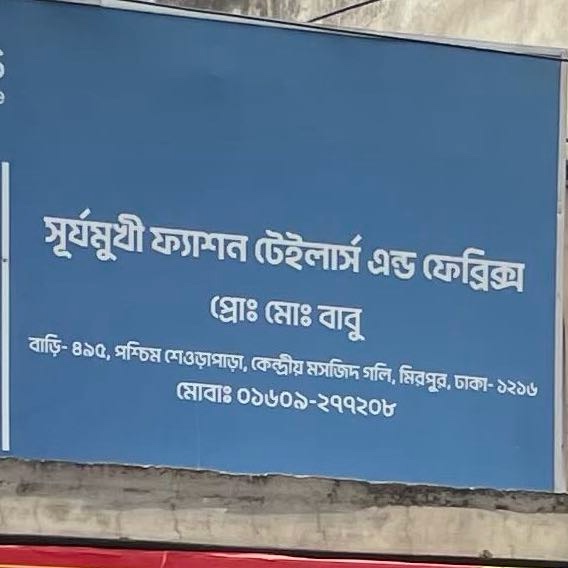 সূর্যমুখী ফ্যাশন টেইলার্স এন্ড ফেব্রিক্স
প্রোঃ মোঃ বাবু
বাড়ি- ৪৯৫, পশ্চিম শেওড়াপাড়া, কেন্দ্রীয় মসজিদ গলি, মিরপুর, ঢাকা- ১২১৬
মোবাঃ ০১৬০৯-২৭৭২০৮